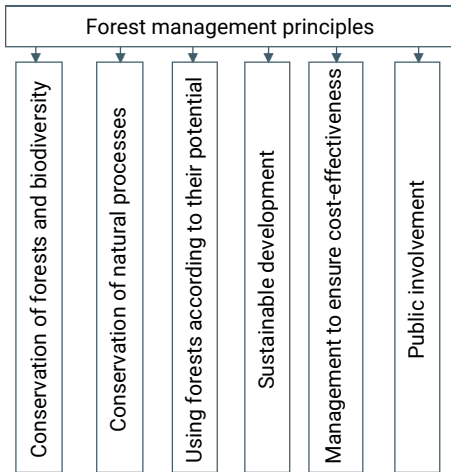 Forest management principles
Conservation of forests and biodiversity
Conservation of natural processes
Using forests according to their potential
Sustainable development
Management to ensure cost-effectiveness
Public involvement